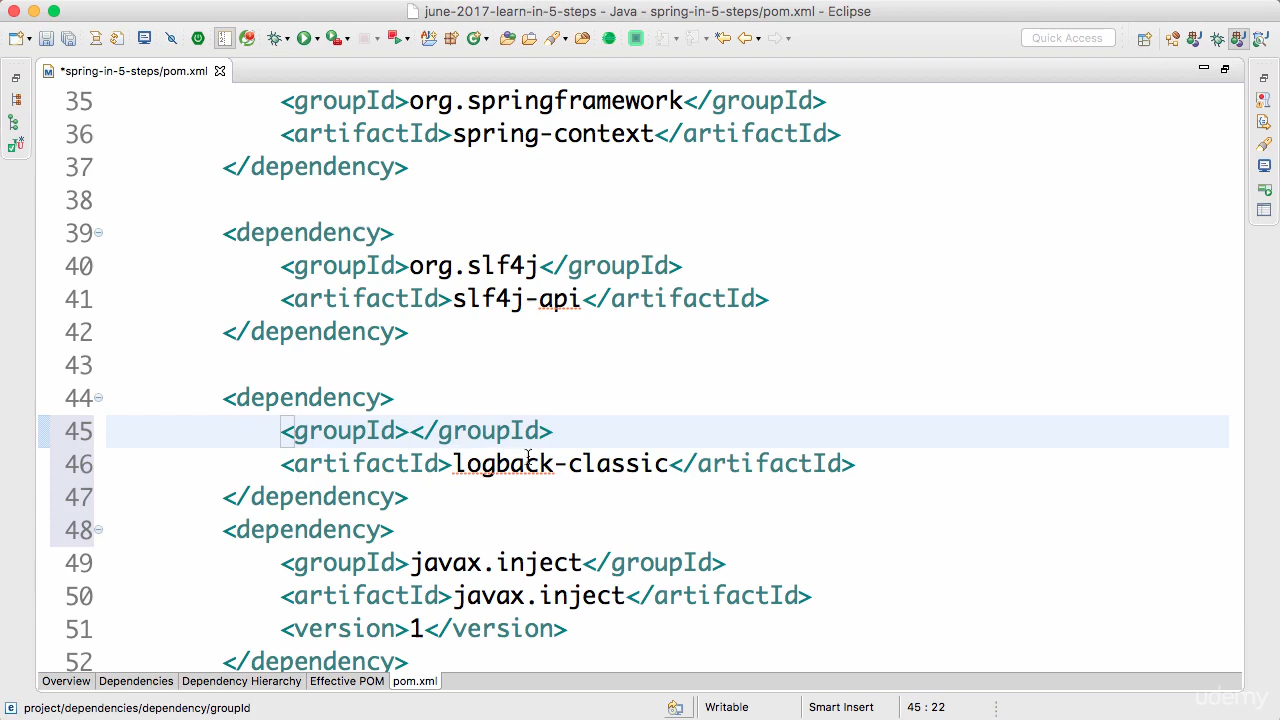 june-2017-learn-in-5-steps - Java - spring-in-5-steps/pom.xml - Eclipse
Quick Access
*spring-in-5-steps/pom.xml
35 <groupId>org.springframework</groupId>
36 <artifactId>spring-context</artifactId>
37 </dependency>
38
39 <dependency>
40 <groupId>org.slf4j</groupId>
41 <artifactId>slf4j-api</artifactId>
42 </dependency>
43
44 <dependency>
45 <groupId></groupId>
46 <artifactId>logback-classic</artifactId>
47 </dependency>
48 <dependency>
49 <groupId>javax.inject</groupId>
50 <artifactId>javax.inject</artifactId>
51 <version>1</version>
52 </dependency>
Overview Dependencies Dependency Hierarchy Effective POM pom.xml
project/dependencies/dependency/groupId Writable Smart Insert 45 : 22
udemy